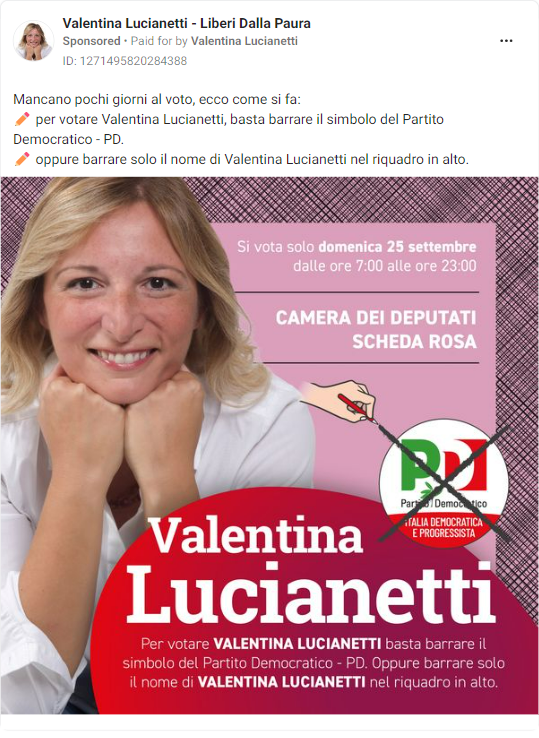 Valentina Lucianetti - Liberi Dalla Paura
Sponsored • Paid for by Valentina Lucianetti
ID: 1271495820284388
Mancano pochi giorni al voto, ecco come si fa:
✏️ per votare Valentina Lucianetti, basta barrare il simbolo del Partito
Democratico - PD.
✏️ oppure barrare solo il nome di Valentina Lucianetti nel riquadro in alto.
Si vota solo domenica 25 settembre
dalle ore 7:00 alle ore 23:00
CAMERA DEI DEPUTATI
SCHEDA ROSA
PD
Partito Democratico
ITALIA DEMOCRATICA
E PROGRESSISTA
Valentina
Lucianetti
Per votare VALENTINA LUCIANETTI basta barrare il
simbolo del Partito Democratico - PD. Oppure barrare solo
il nome di VALENTINA LUCIANETTI nel riquadro in alto.